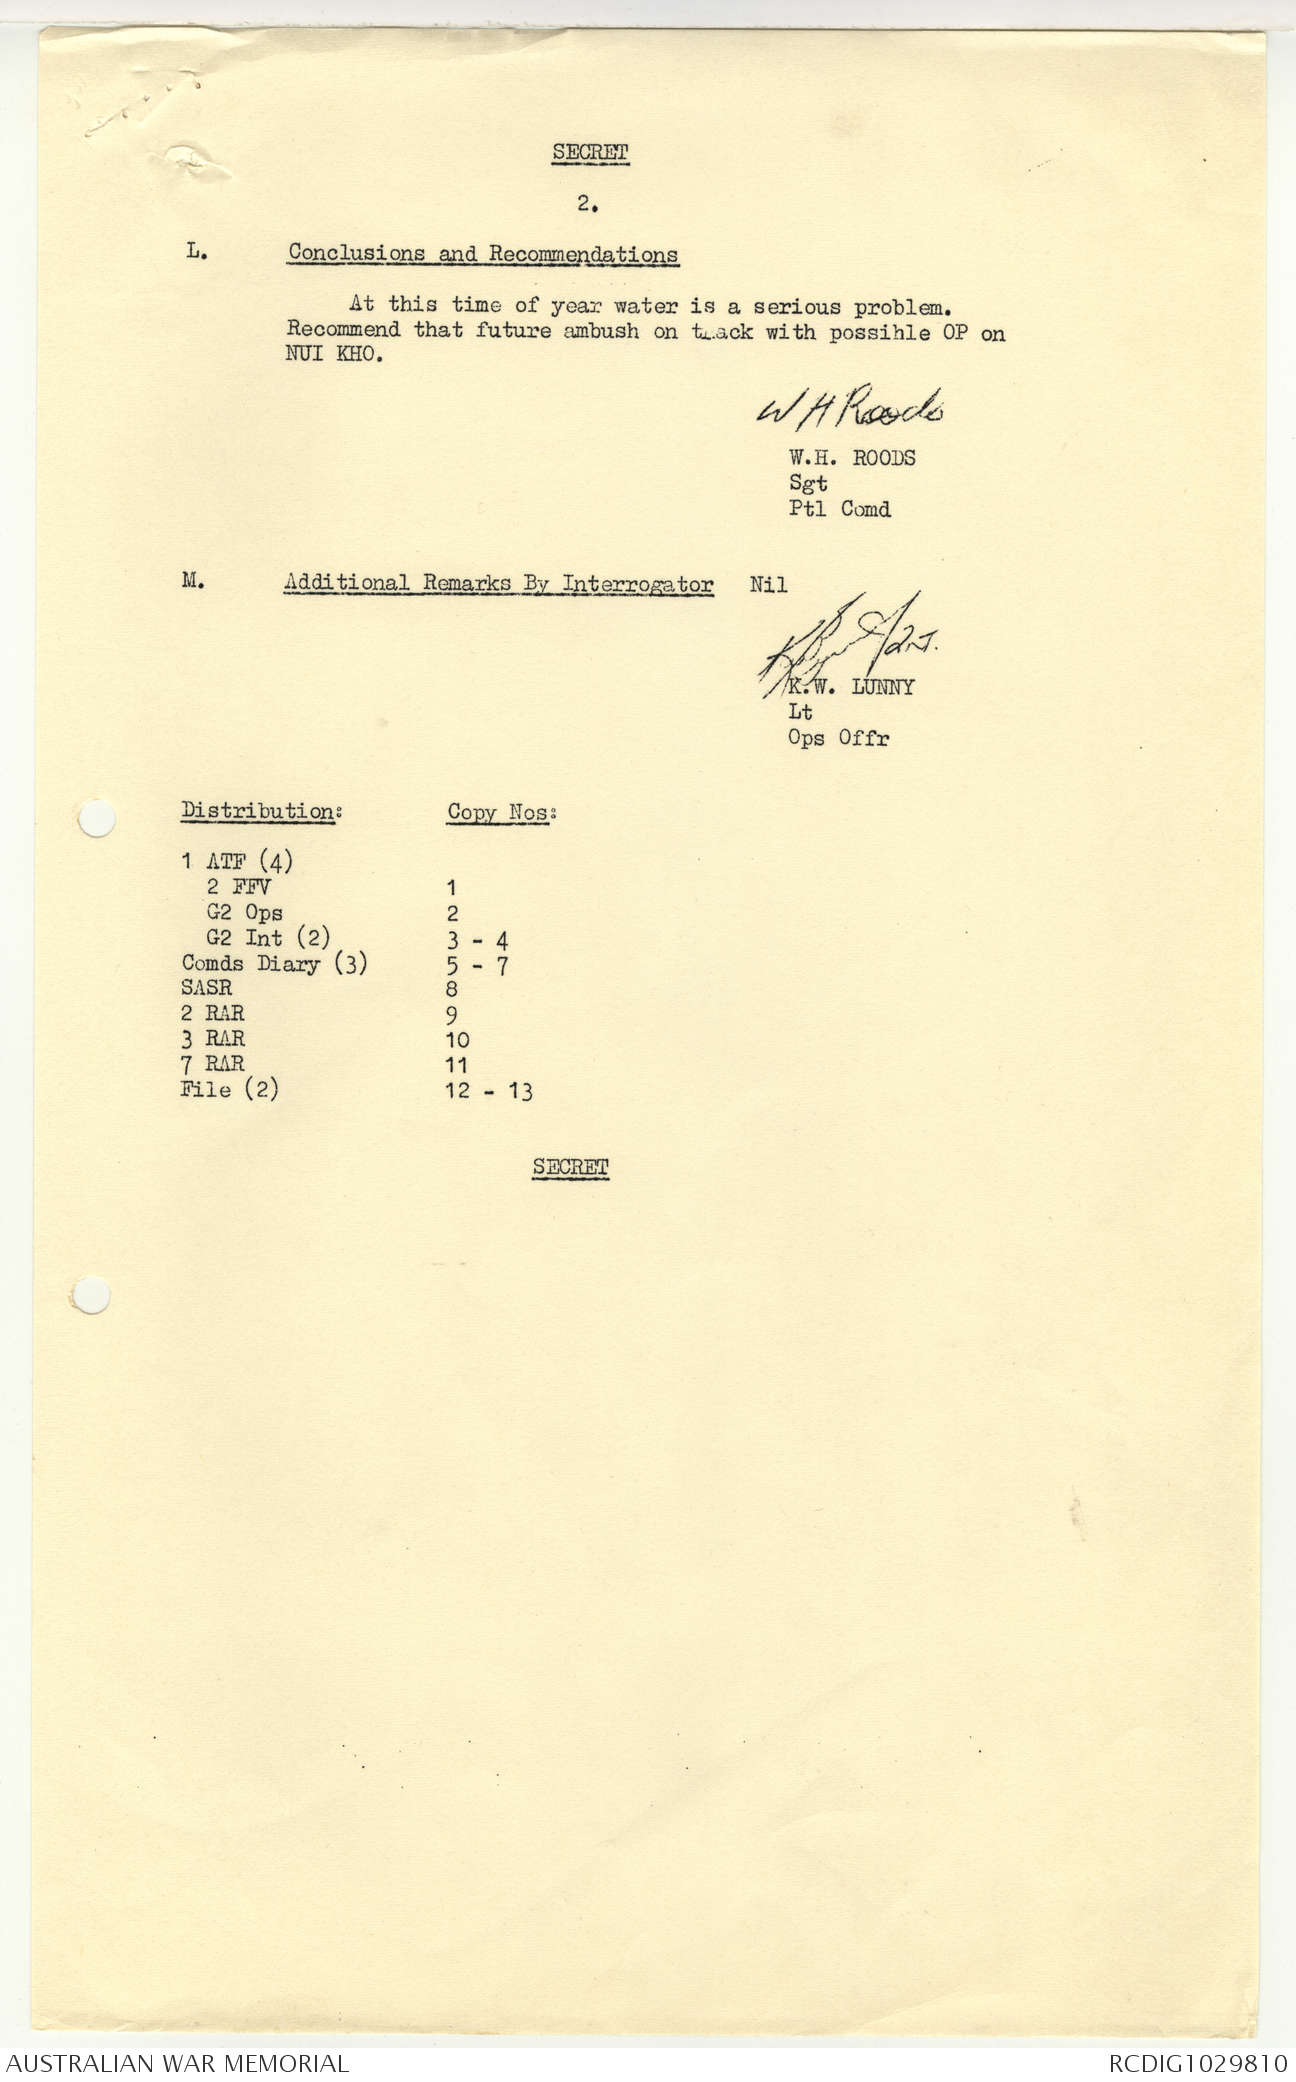 SECRET
2.
L. Conclusions and Recommendations
At this time of year water is a serious problem.
Recommend that future ambush on track with possihle OP on
NUI KHO.
W H Roods
W.H. ROODS
Sgt
Ptl Comd
M. Additional Remarks By Interrogator Nil
K.W. LUNNY
Lt
Ops Offr
Distribution: Copy Nos:
1 ATF (4)
2 FFV 1
G2 Ops 2
G2 Int (2) 3 - 4
Comds Diary (3) 5 - 7
SASR 8
2 RAR 9
3 RAR 10
7 RAR 11
File (2) 12 - 13
SECRET
AUSTRALIAN WAR MEMORIAL RCDIG1029810